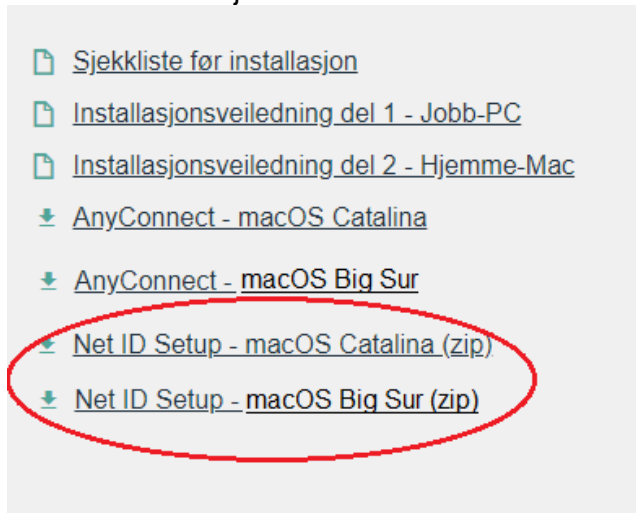 Sjekkliste før installasjon
Installasjonsveiledning del 1 - Jobb-PC
Installasjonsveiledning del 2 - Hjemme-Mac
AnyConnect - macOS Catalina
AnyConnect - macOS Big Sur
Net ID Setup - macOS Catalina (zip)
Net ID Setup - macOS Big Sur (zip)